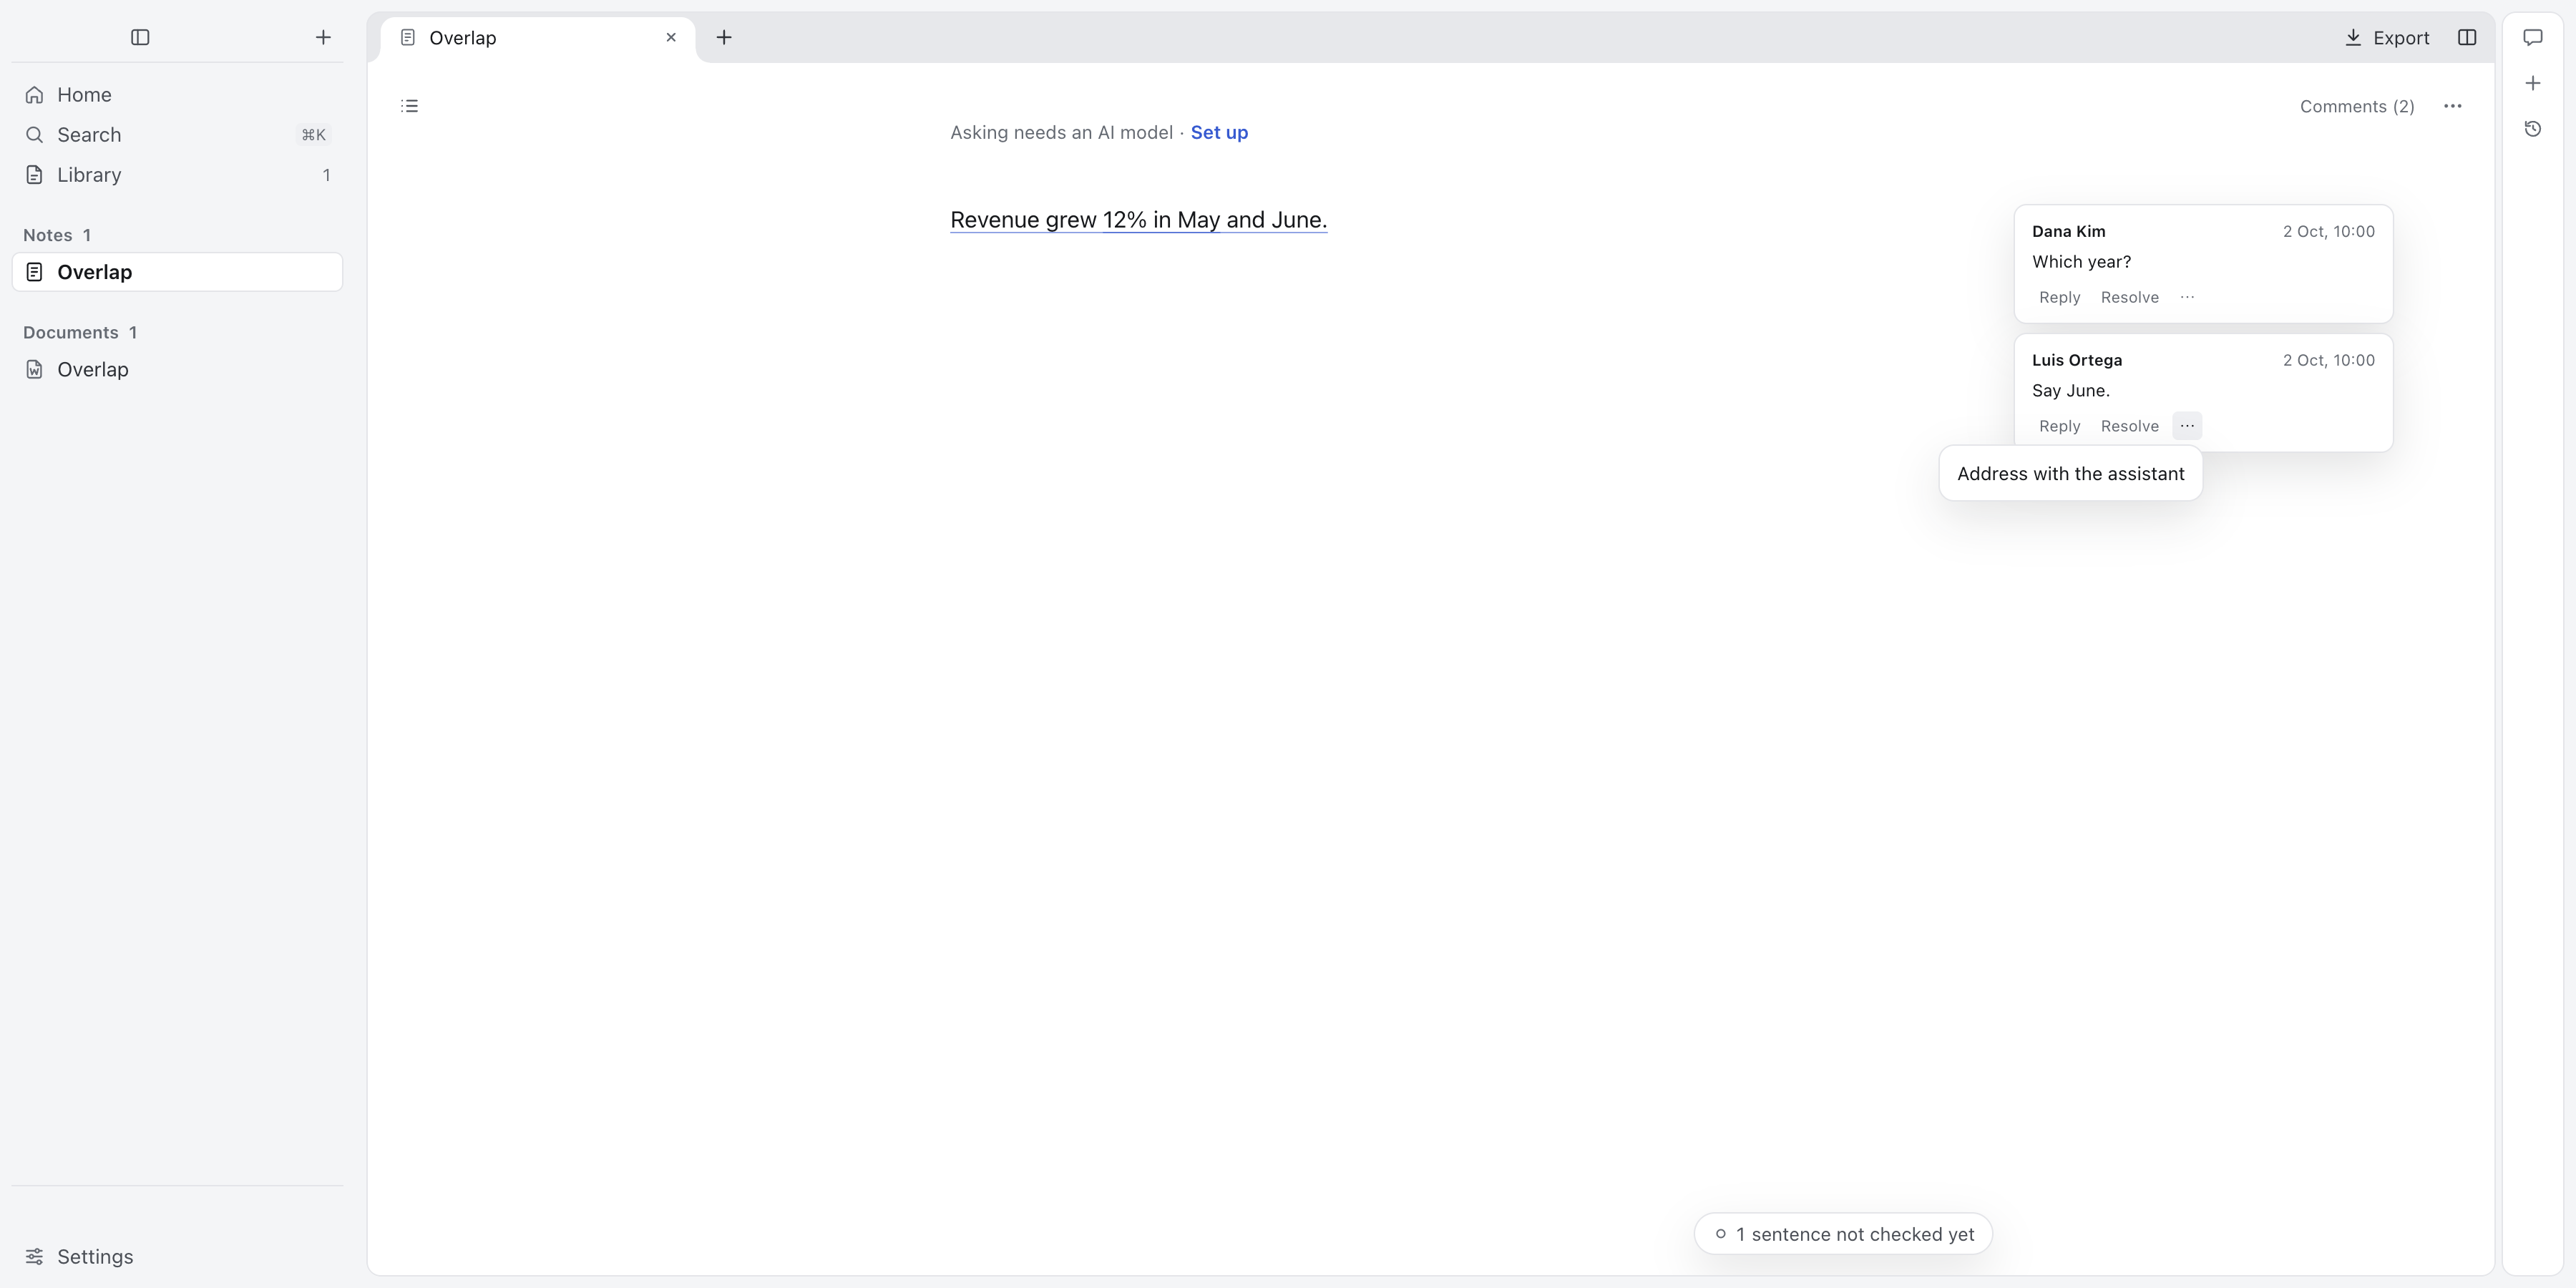 Overlap
Export
Home
Search ⌘K
Library 1
Notes 1
Overlap
Documents 1
Overlap
Settings
Comments (2)
Asking needs an AI model · Set up
Revenue grew 12% in May and June.
Dana Kim 2 Oct, 10:00
Which year?
Reply Resolve ···
Luis Ortega 2 Oct, 10:00
Say June.
Reply Resolve ···
Address with the assistant
1 sentence not checked yet